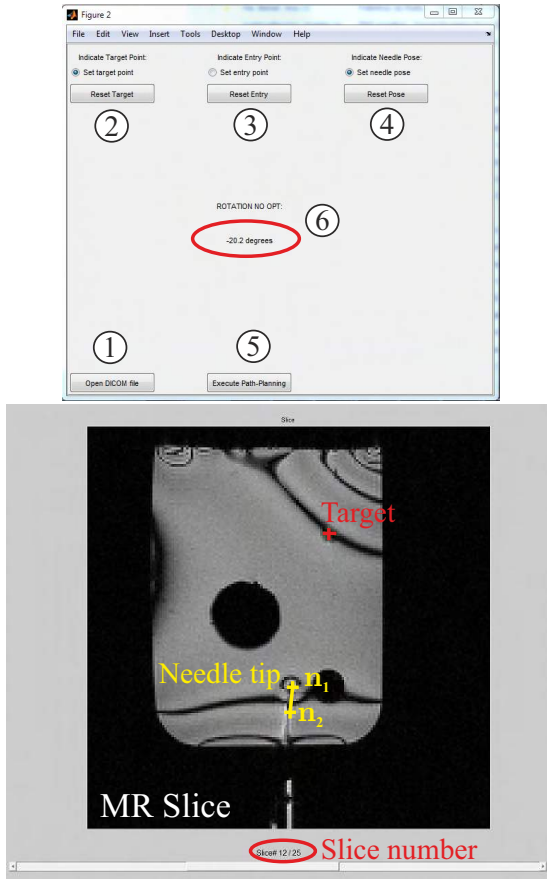 Figure 2
File Edit View Insert Tools Desktop Window Help
Indicate Target Point: Indicate Entry Point: Indicate Needle Pose:
Set target point Set entry point Set needle pose
Reset Target Reset Entry Reset Pose
2 3 4
ROTATION NO OPT:
6
-20.2 degrees
1 5
Open DICOM file Execute Path-Planning
Slice
Target
Needle tip n1
n2
MR Slice
Slice# 12 / 25 Slice number